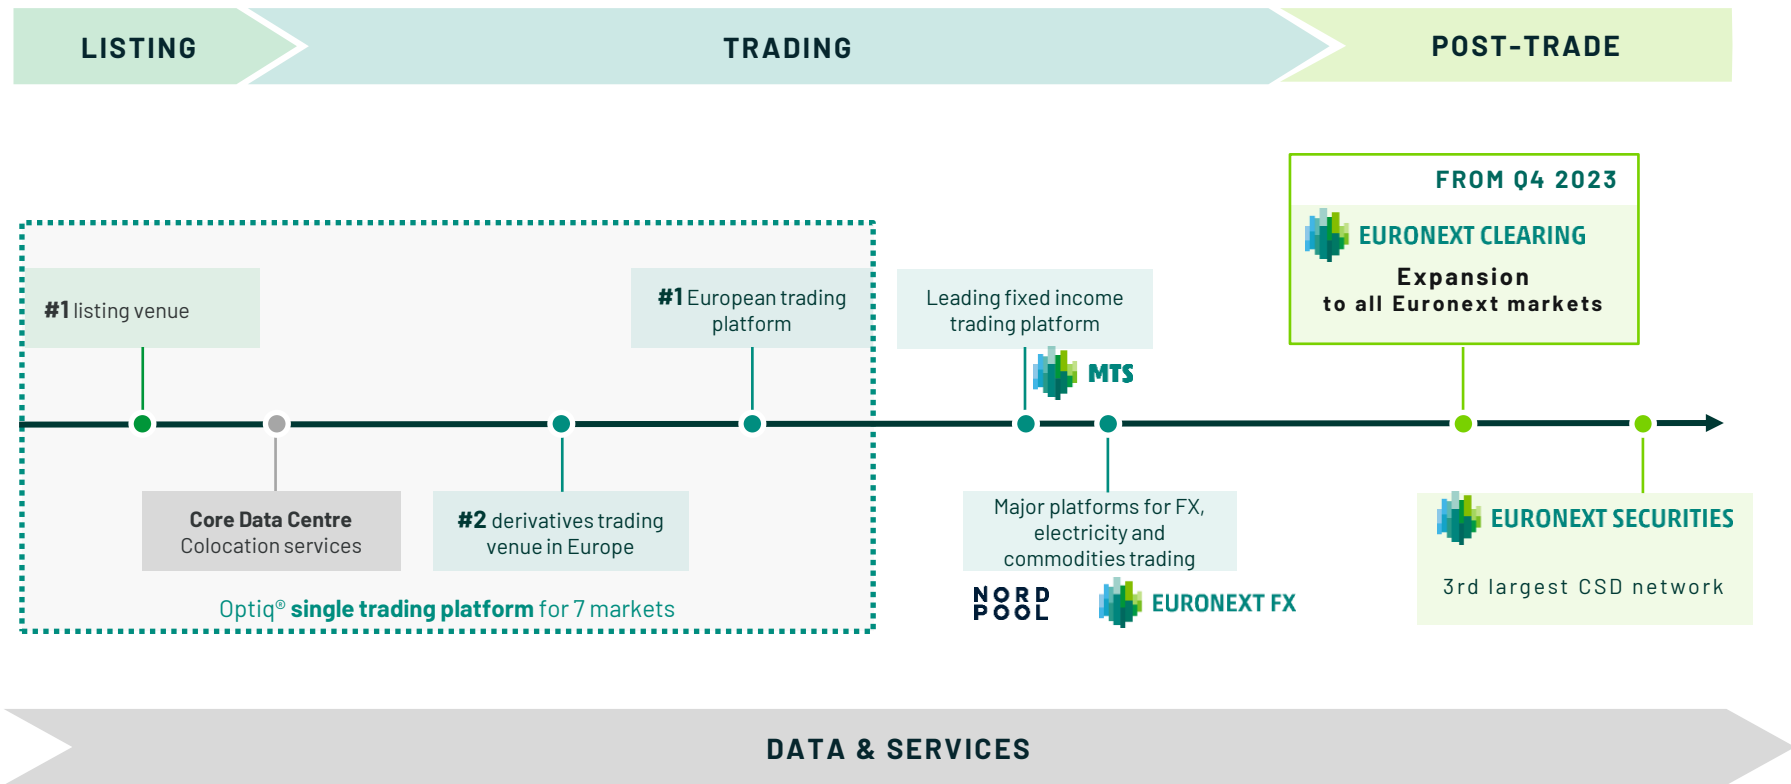 LISTING
TRADING
POST-TRADE
FROM Q4 2023
EURONEXT CLEARING
Expansion
to all Euronext markets
#1 listing venue
#1 European trading
platform
Leading fixed income
trading platform
MTS
Core Data Centre
Colocation services
#2 derivatives trading
venue in Europe
Major platforms for FX,
electricity and
commodities trading
NORD
POOL
EURONEXT FX
EURONEXT SECURITIES
3rd largest CSD network
Optiq® single trading platform for 7 markets
DATA & SERVICES